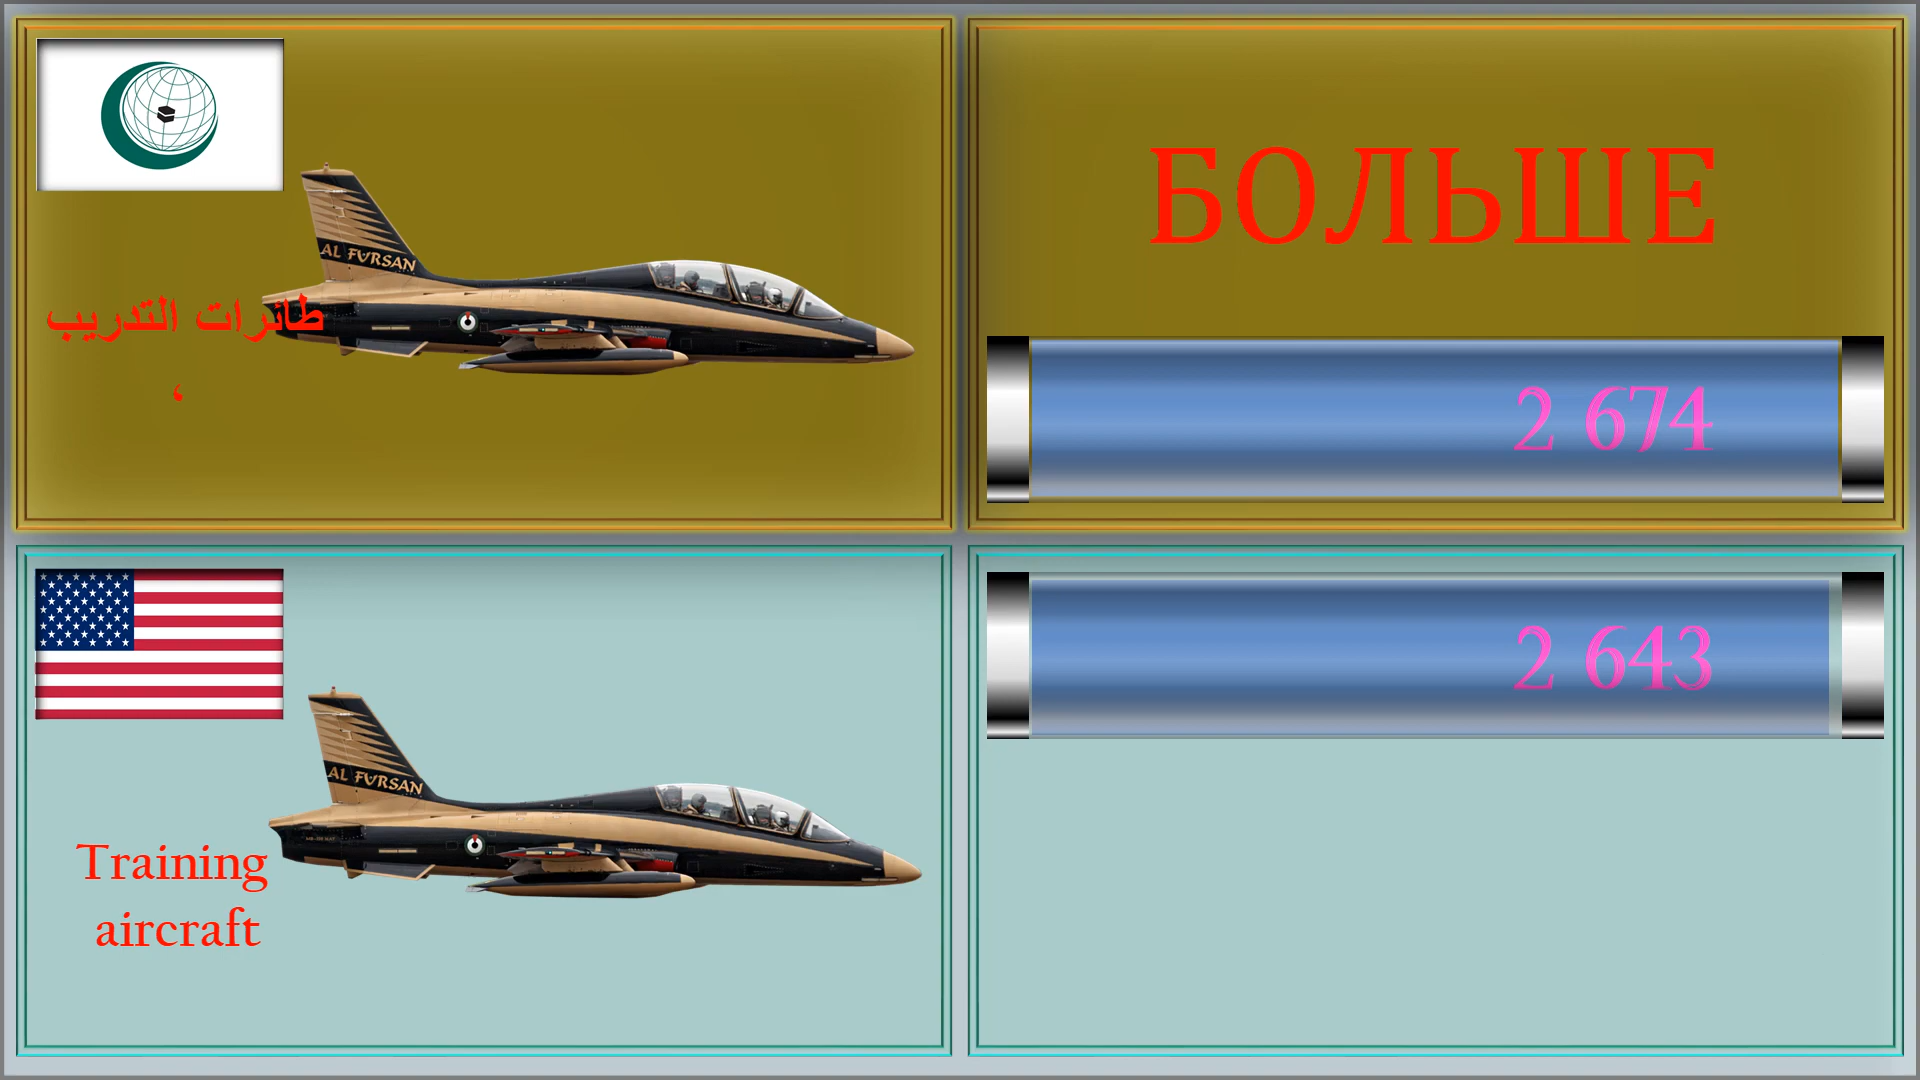 AL FURSAN
طائرات التدريب
،
БОЛЬШЕ
2 674
AL FURSAN
Training
aircraft
2 643